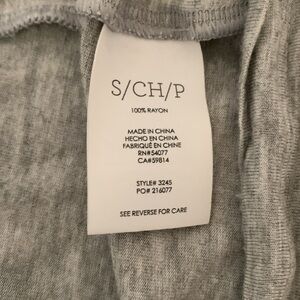 S/CH/P
100% RAYON
MADE IN CHINA
HECHO EN CHINA
FABRIQUÉ EN CHINE
RN#54077
CA#59814
STYLE# 3245
PO# 216077
SEE REVERSE FOR CARE